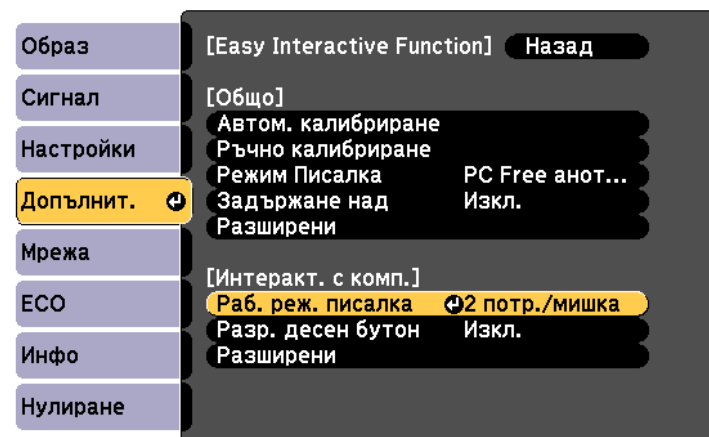 Образ
Сигнал
Настройки
Допълнит.
Мрежа
ECO
Инфо
Нулиране
[Easy Interactive Function] Назад
[Общо]
Автом. калибриране
Ръчно калибриране
Режим Писалка PC Free анот...
Задържане над Изкл.
Разширени
[Интеракт. с комп.]
Раб. реж. писалка 2 потр./мишка
Разр. десен бутон Изкл.
Разширени